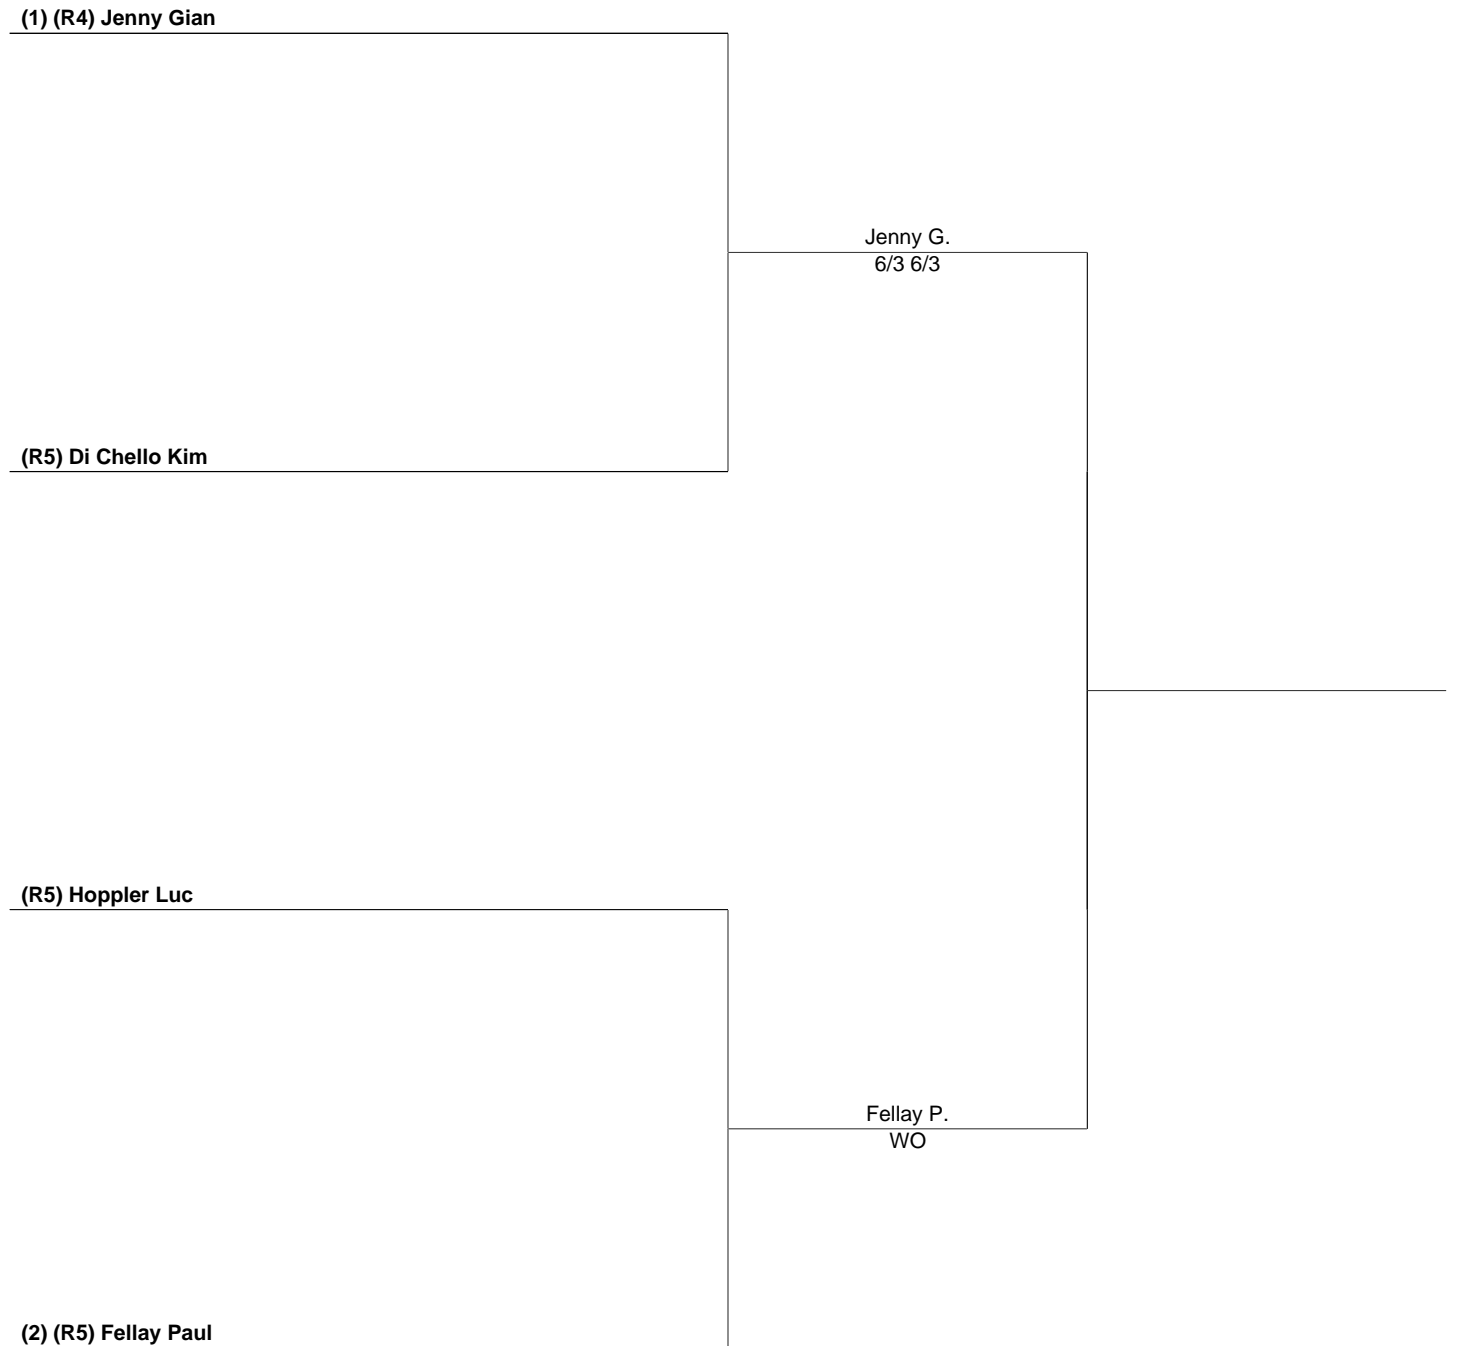 (1) (R4) Jenny Gian
Jenny G.
6/3 6/3
(R5) Di Chello Kim
(R5) Hoppler Luc
Fellay P.
WO
(2) (R5) Fellay Paul